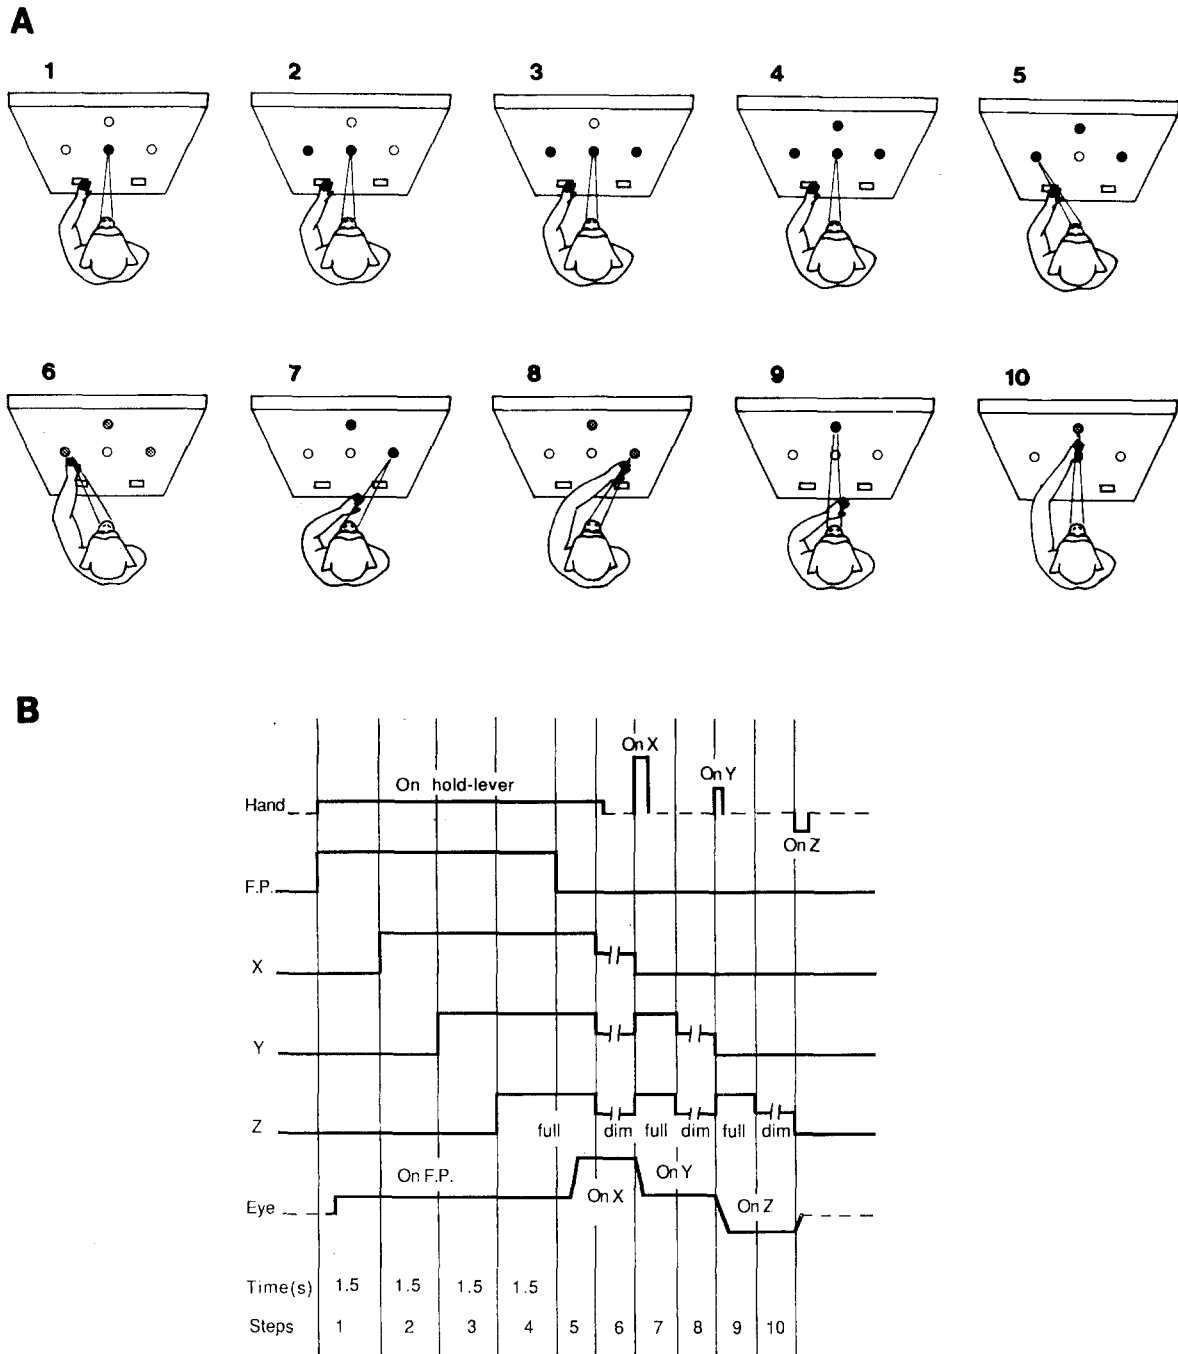 A
1 2 3 4 5
6 7 8 9 10
B
On X
On Y
On hold-lever
Hand
On Z
F.P.
X
Y
Z full dim full dim full dim
On F.P. On Y
On X On Z
Eye
Time(s) 1.5 1.5 1.5 1.5
Steps 1 2 3 4 5 6 7 8 9 10